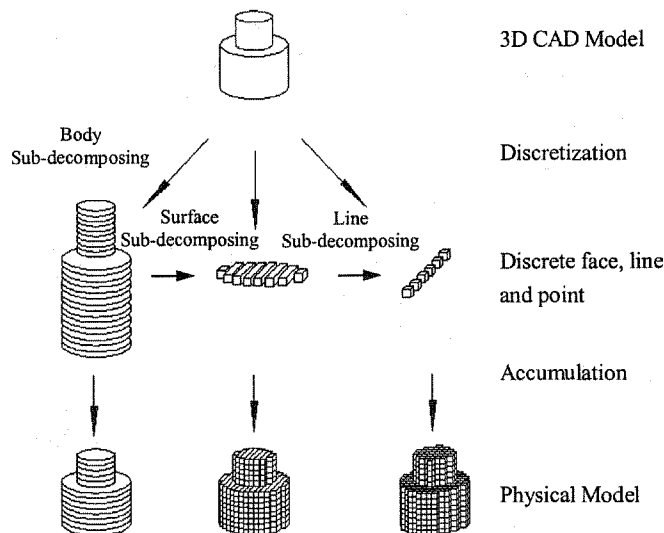 3D CAD Model
Body
Sub-decomposing
Discretization
Surface
Sub-decomposing
Line
Sub-decomposing
Discrete face, line
and point
Accumulation
Physical Model